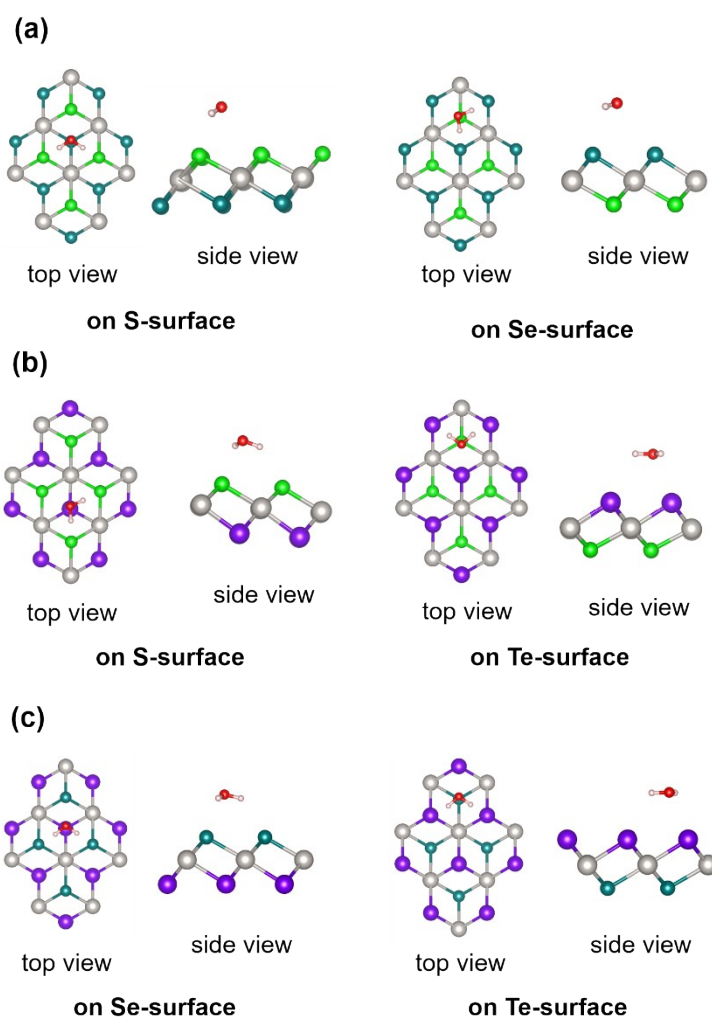 (a)
top view
side view
top view
side view
on S-surface
on Se-surface
(b)
top view
side view
top view
side view
on S-surface
on Te-surface
(c)
top view
side view
top view
side view
on Se-surface
on Te-surface